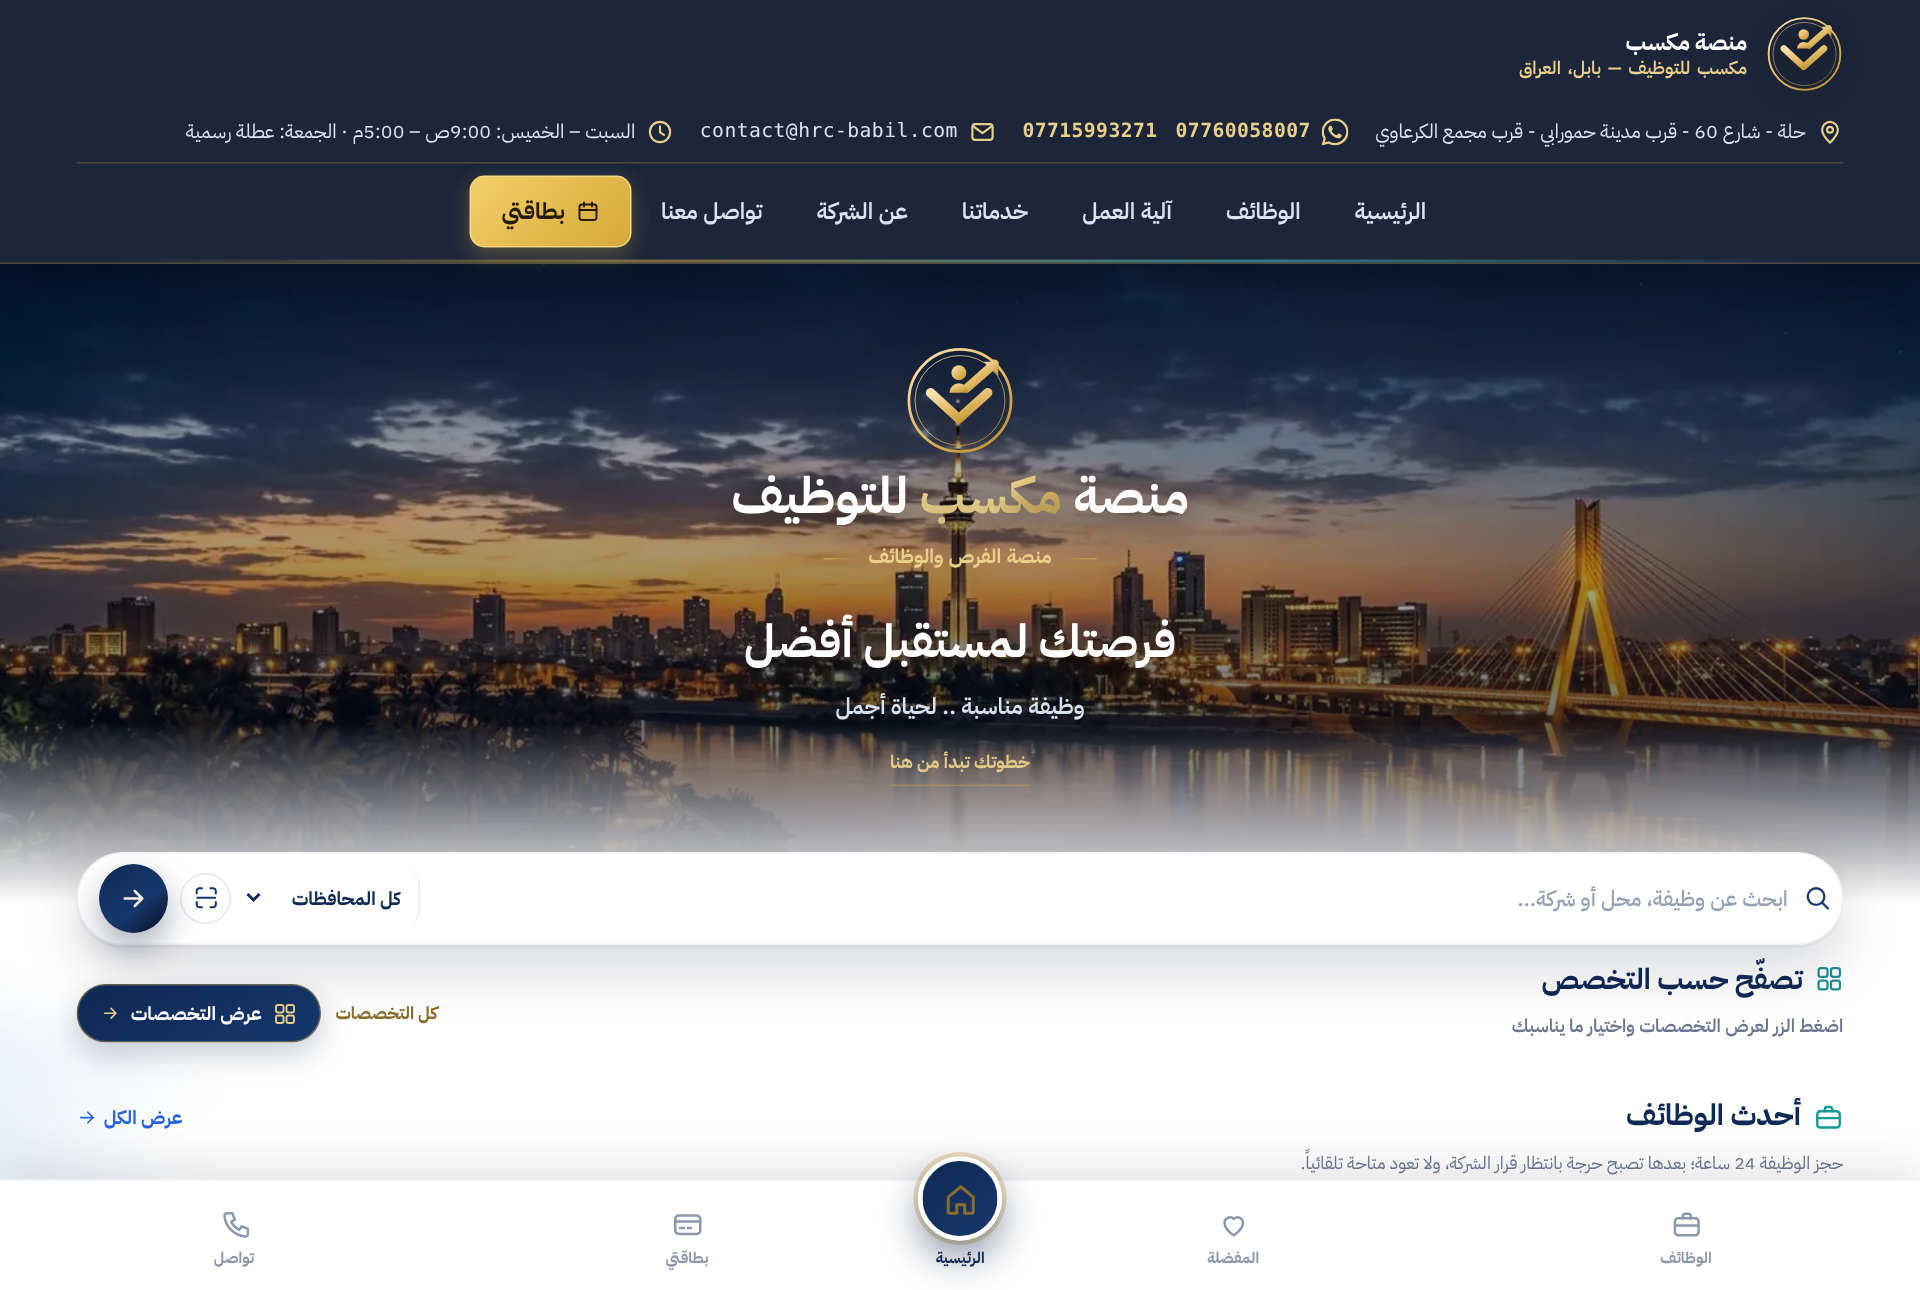 منصة مكسب
مكسب للتوظيف — بابل، العراق
حلة - شارع 60 - قرب مدينة حمورابي - قرب مجمع الكرعاوي
07760058007
07715993271
contact@hrc-babil.com
السبت – الخميس: 9:00ص – 5:00م · الجمعة: عطلة رسمية
الرئيسية
الوظائف
آلية العمل
خدماتنا
عن الشركة
تواصل معنا
بطاقتي
منصة مكسب للتوظيف
منصة الفرص والوظائف
فرصتك لمستقبل أفضل
وظيفة مناسبة .. لحياة أجمل
خطوتك تبدأ من هنا
ابحث عن وظيفة، محل أو شركة...
كل المحافظات
تصفّح حسب التخصص
اضغط الزر لعرض التخصصات واختيار ما يناسبك
كل التخصصات
عرض التخصصات
أحدث الوظائف
عرض الكل
حجز الوظيفة 24 ساعة؛ بعدها تصبح حرجة بانتظار قرار الشركة، ولا تعود متاحة تلقائياً.
الوظائف
المفضلة
الرئيسية
بطاقتي
تواصل